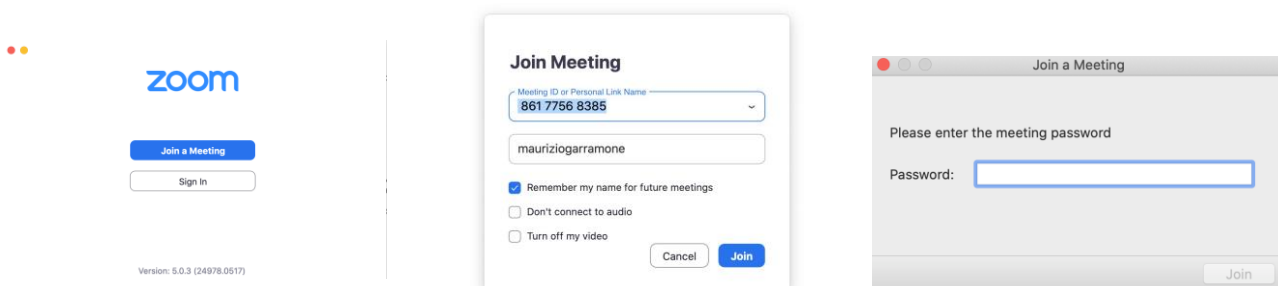 zoom
Join a Meeting
Sign In
Version: 5.0.3 (24978.0517)
Join Meeting
Meeting ID or Personal Link Name
861 7756 8385
mauriziogarramone
Remember my name for future meetings
Don't connect to audio
Turn off my video
Cancel Join
Join a Meeting
Please enter the meeting password
Password:
Join